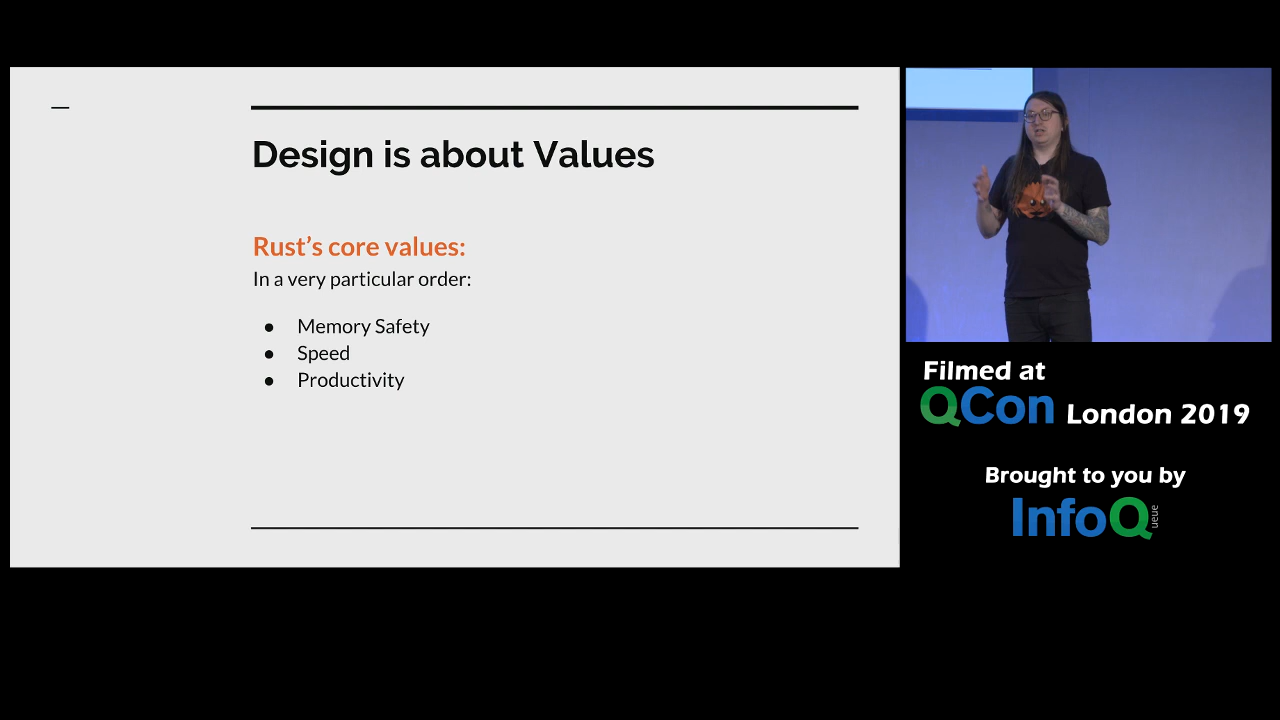 Design is about Values
Rust's core values:
In a very particular order:
● Memory Safety
● Speed
● Productivity
Filmed at
QCon London 2019
Brought to you by
InfoQ
ueue